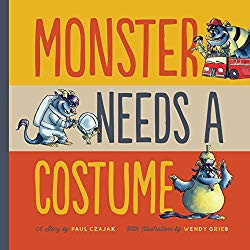 MONSTER
NEEDS A
COSTUME
A Story by PAUL CZAJAK With Illustrations by WENDY GRIEB